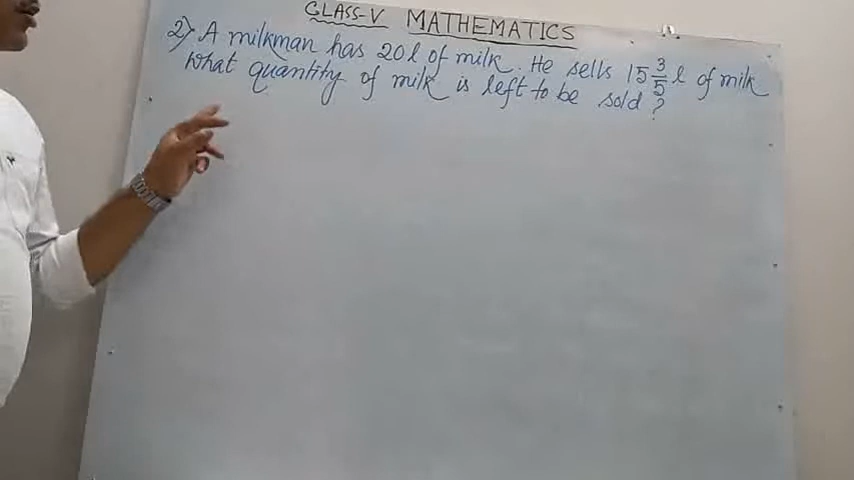 CLASS-V MATHEMATICS
2) A milkman has 20l of milk. He sells 15 3/5 l of milk
what quantity of milk is left to be sold ?